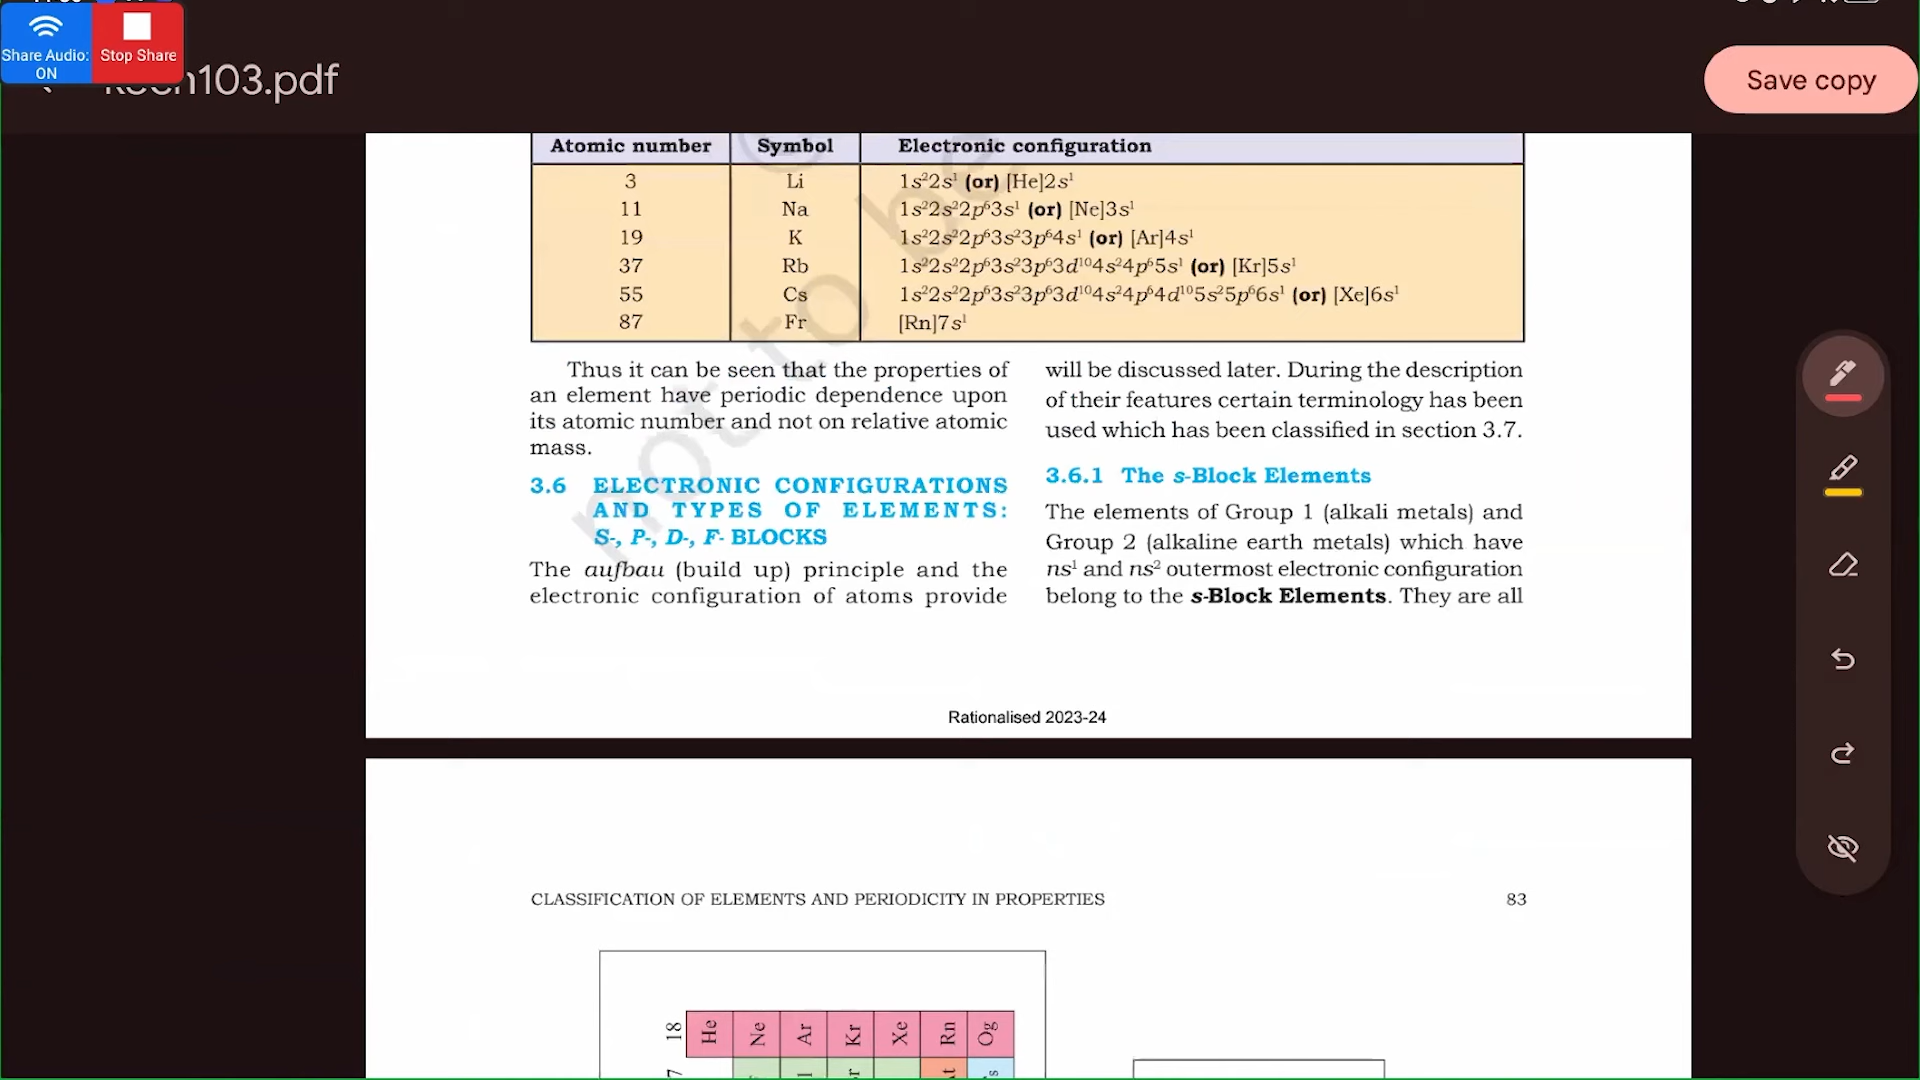 Share Audio:
ON
Stop Share
103.pdf
Save copy
Atomic number Symbol Electronic configuration
3 Li 1s²2s¹ (or) [He]2s¹
11 Na 1s²2s²2p⁶3s¹ (or) [Ne]3s¹
19 K 1s²2s²2p⁶3s²3p⁶4s¹ (or) [Ar]4s¹
37 Rb 1s²2s²2p⁶3s²3p⁶3d¹⁰4s²4p⁶5s¹ (or) [Kr]5s¹
55 Cs 1s²2s²2p⁶3s²3p⁶3d¹⁰4s²4p⁶4d¹⁰5s²5p⁶6s¹ (or) [Xe]6s¹
87 Fr [Rn]7s¹
not to be
Thus it can be seen that the properties of
an element have periodic dependence upon
its atomic number and not on relative atomic
mass.
3.6 ELECTRONIC CONFIGURATIONS
AND TYPES OF ELEMENTS:
S-, P-, D-, F- BLOCKS
The aufbau (build up) principle and the
electronic configuration of atoms provide
will be discussed later. During the description
of their features certain terminology has been
used which has been classified in section 3.7.
3.6.1 The s-Block Elements
The elements of Group 1 (alkali metals) and
Group 2 (alkaline earth metals) which have
ns¹ and ns² outermost electronic configuration
belong to the s-Block Elements. They are all
Rationalised 2023-24
CLASSIFICATION OF ELEMENTS AND PERIODICITY IN PROPERTIES 83
18 He Ne Ar Kr Xe Rn Og